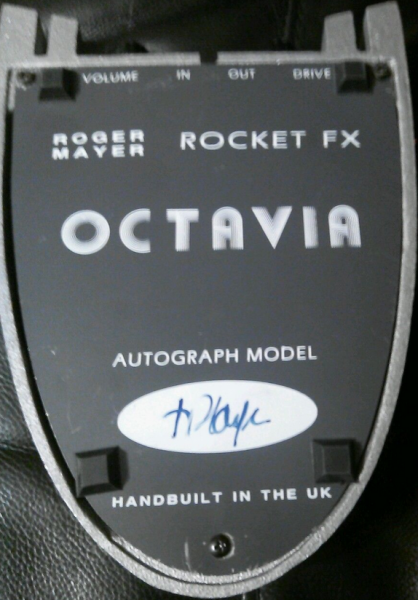 VOLUME IN OUT DRIVE
ROGER MAYER ROCKET FX
OCTAVIA
AUTOGRAPH MODEL
HANDBUILT IN THE UK